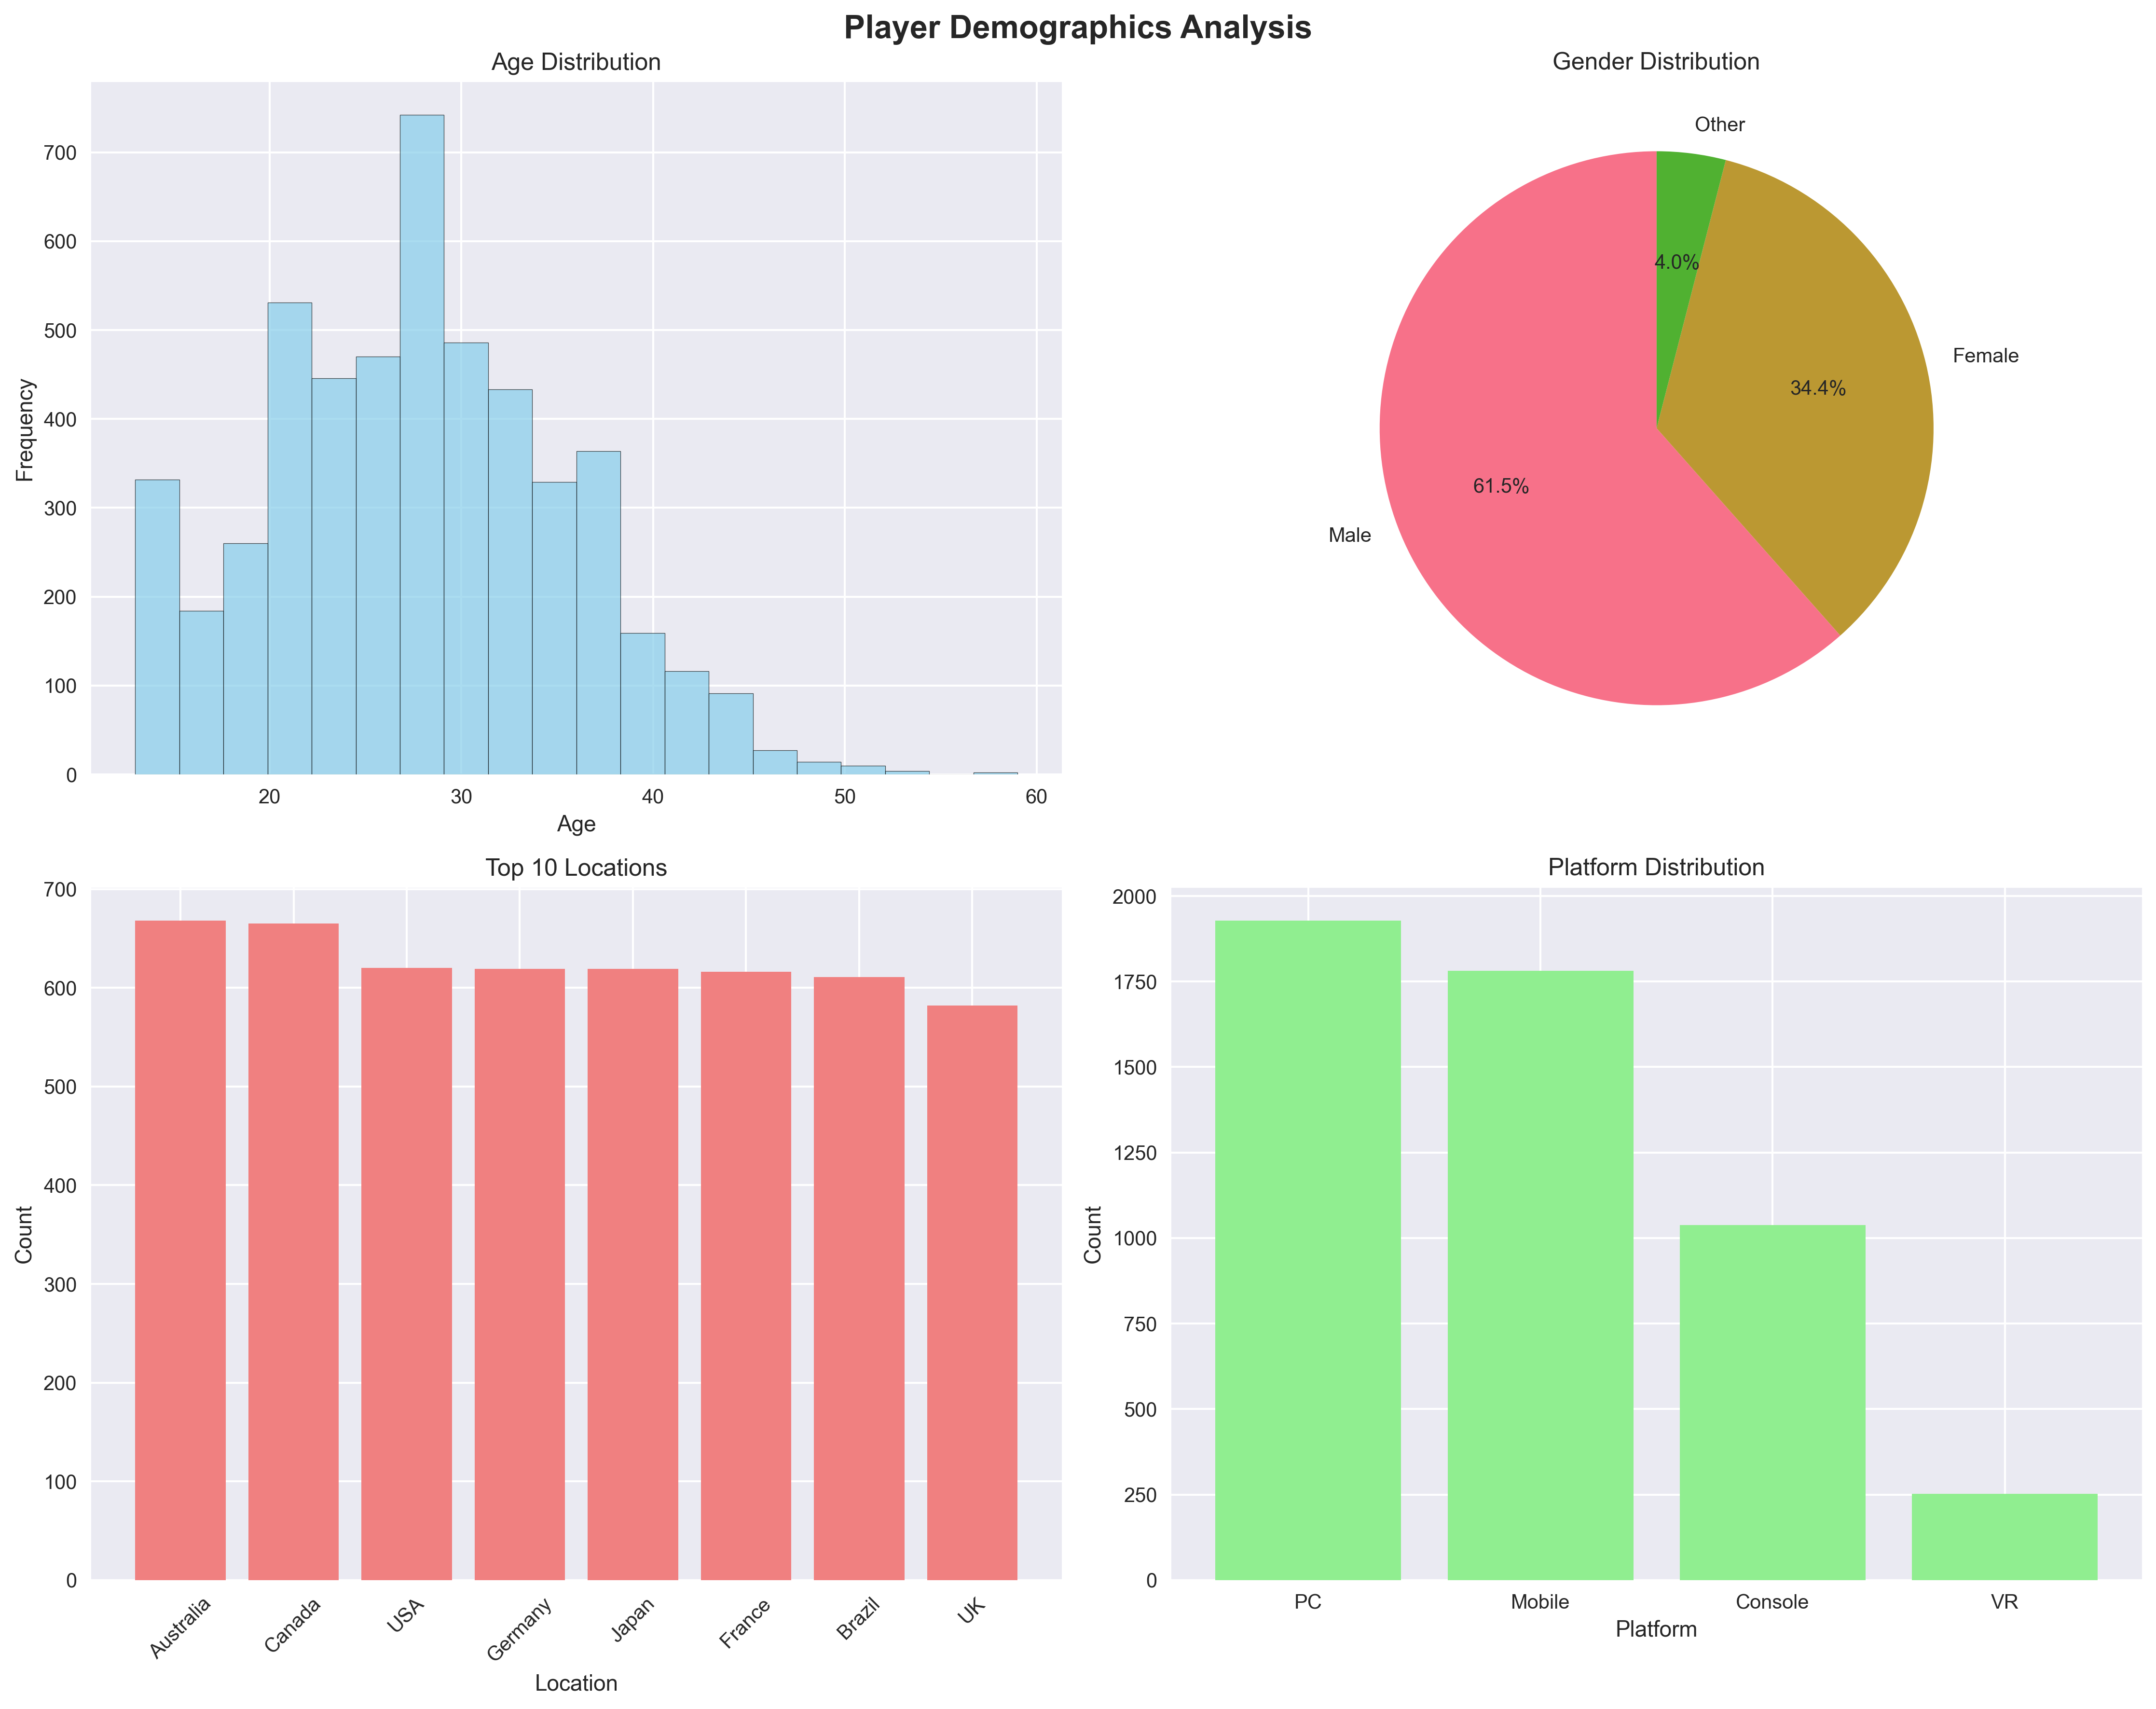 Player Demographics Analysis
Age Distribution
700
600
500
400
300
200
100
0
Frequency
20 30 40 50 60
Age
Gender Distribution
Other
4.0%
Female
34.4%
61.5%
Male
Top 10 Locations
700
600
500
400
300
200
100
0
Count
Australia Canada USA Germany Japan France Brazil UK
Location
Platform Distribution
2000
1750
1500
1250
1000
750
500
250
0
Count
PC Mobile Console VR
Platform